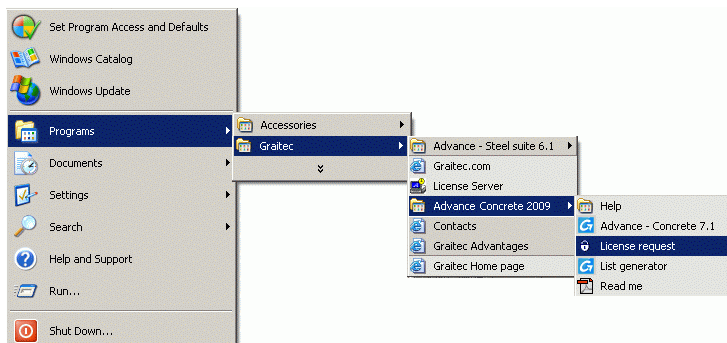 Set Program Access and Defaults
Windows Catalog
Windows Update
Programs
Documents
Settings
Search
Help and Support
Run...
Shut Down...
Accessories
Graitec
Advance - Steel suite 6.1
Graitec.com
License Server
Advance Concrete 2009
Contacts
Graitec Advantages
Graitec Home page
Help
Advance - Concrete 7.1
License request
List generator
Read me